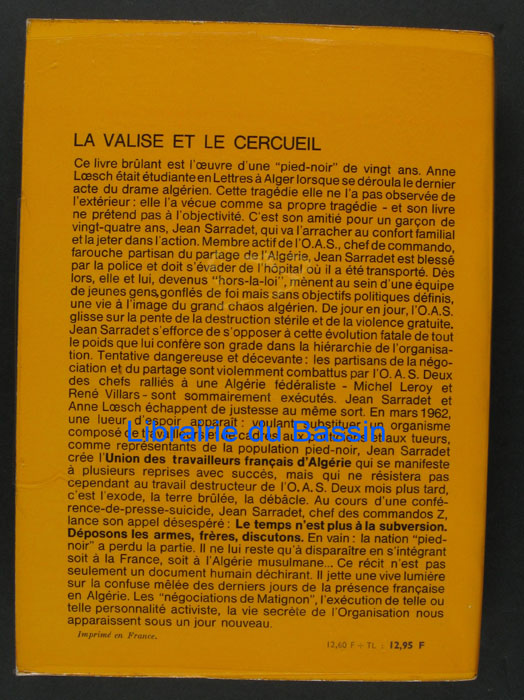 LA VALISE ET LE CERCUEIL
Ce livre brûlant est l'œuvre d'une "pied-noir" de vingt ans. Anne
Lœsch était étudiante en Lettres à Alger lorsque se déroula le dernier
acte du drame algérien. Cette tragédie elle ne l'a pas observée de
l'extérieur : elle l'a vécue comme sa propre tragédie - et son livre
ne prétend pas à l'objectivité. C'est son amitié pour un garçon de
vingt-quatre ans, Jean Sarradet, qui va l'arracher au confort familial
et la jeter dans l'action. Membre actif de l'O.A.S., chef de commando,
farouche partisan du partage de l'Algérie, Jean Sarradet est blessé
par la police et doit s'évader de l'hôpital où il a été transporté. Dès
lors, elle et lui, devenus "hors-la-loi", mènent au sein d'une équipe
de jeunes gens,gonflés de foi mais sans objectifs politiques définis,
une vie à l'image du grand chaos algérien. De jour en jour, l'O.A.S.
glisse sur la pente de la destruction stérile et de la violence gratuite.
Jean Sarradet s'efforce de s'opposer à cette évolution fatale de tout
le poids que lui confère son grade dans la hiérarchie de l'organisa-
tion. Tentative dangereuse et décevante : les partisans de la négo-
ciation et du partage sont violemment combattus par l'O. A. S. Deux
des chefs ralliés à une Algérie fédéraliste - Michel Leroy et
René Villars - sont sommairement exécutés. Jean Sarradet et
Anne Lœsch échappent de justesse au même sort. En mars 1962,
une lueur d'espoir apparaît : voulant substituer un organisme
composé de aux et aux tueurs,
Librairie du Bassin
comme représentants de la population pied-noir, Jean Sarradet
crée l'Union des travailleurs français d'Algérie qui se manifeste
à plusieurs reprises avec succès, mais qui ne résistera pas
cependant au travail destructeur de l'O.A.S. Deux mois plus tard,
c'est l'exode, la terre brûlée, la débâcle. Au cours d'une confé-
rence-de-presse-suicide, Jean Sarradet, chef des commandos Z,
lance son appel désespéré : Le temps n'est plus à la subversion.
Déposons les armes, frères, discutons. En vain : la nation "pied-
noir" a perdu la partie. Il ne lui reste qu'à disparaître en s'intégrant
soit à la France, soit à l'Algérie musulmane... Ce récit n'est pas
seulement un document humain déchirant. Il jette une vive lumière
sur la confuse mêlée des derniers jours de la présence française
en Algérie. Les "négociations de Matignon", l'exécution de telle ou
telle personnalité activiste, la vie secrète de l'Organisation nous
apparaissent sous un jour nouveau.
Imprimé en France.
12,60 F + TL : 12,95 F